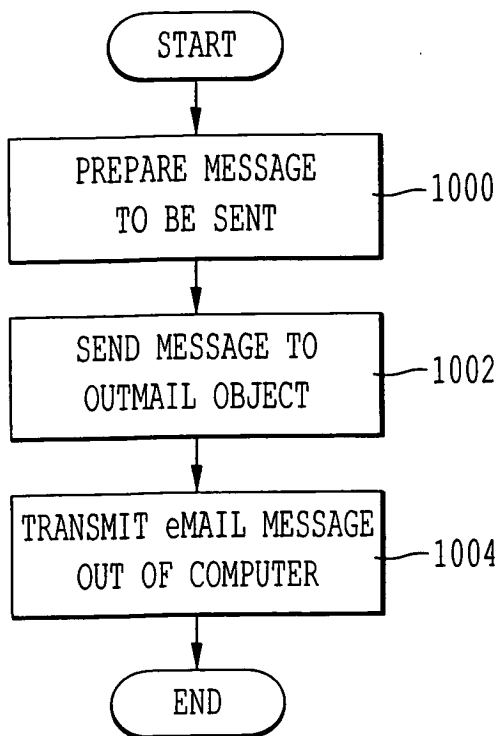 START
PREPARE MESSAGE
TO BE SENT
1000
SEND MESSAGE TO
OUTMAIL OBJECT
1002
TRANSMIT eMAIL MESSAGE
OUT OF COMPUTER
1004
END